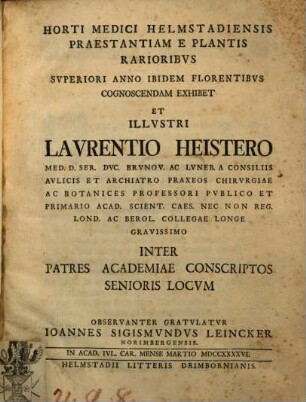 HORTI MEDICI HELMSTADIENSIS
PRAESTANTIAM E PLANTIS
RARIORIBVS
SVPERIORI ANNO IBIDEM FLORENTIBVS
COGNOSCENDAM EXHIBET
ET
ILLVSTRI
LAVRENTIO HEISTERO
MED. D. SER. DVC. BRVNOV. AC LVNEB. A CONSILIIS
AVLICIS ET ARCHIATRO PRAXEOS CHIRVRGIAE
AC BOTANICES PROFESSORI PVBLICO ET
PRIMARIO ACAD. SCIENT. CAES. NEC NON REG.
LOND. AC BEROL. COLLEGAE LONGE
GRAVISSIMO
INTER
PATRES ACADEMIAE CONSCRIPTOS
SENIORIS LOCVM
OBSERVANTER GRATVLATVR
IOANNES SIGISMVNDVS LEINCKER
NORIMBERGENSIS.
IN ACAD. IVL. CAR. MENSE MARTIO MDCCXXXXVI.
HELMSTADII LITTERIS DRIMBORNIANIS.